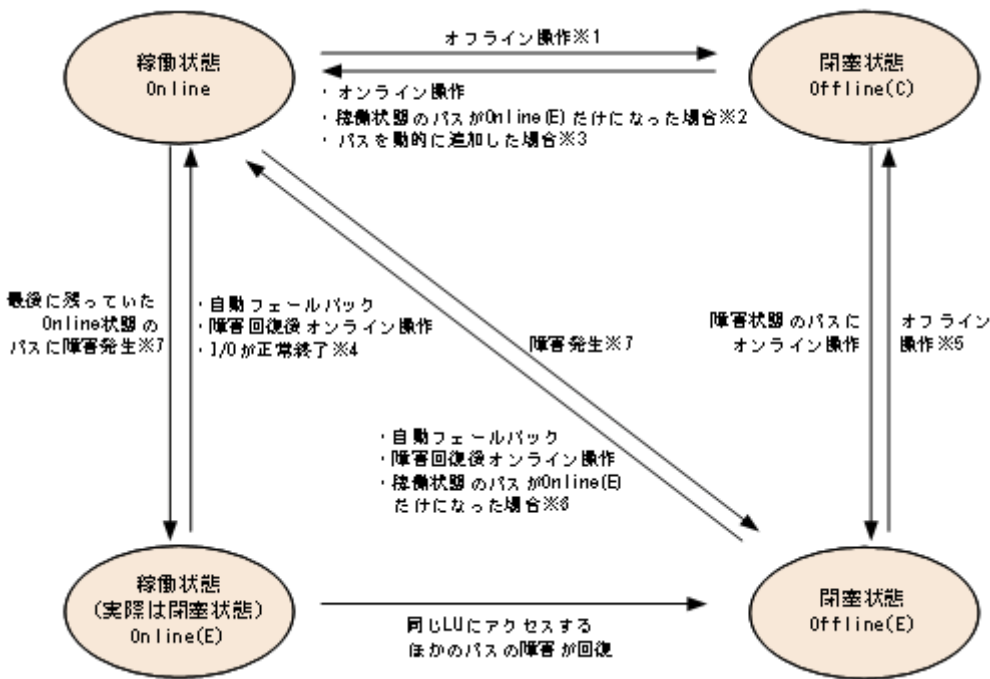 稼働状態
Online
オフライン操作※1
閉塞状態
Offline(C)
・オンライン操作
・稼働状態のパスがOnline(E)だけになった場合※2
・パスを動的に追加した場合※3
最後に残っていた
Online状態の
パスに障害発生※7
・自動フェールバック
・障害回復後オンライン操作
・I/Oが正常終了※4
障害発生※7
障害状態のパスに
オンライン操作
オフライン
操作※5
・自動フェールバック
・障害回復後オンライン操作
・稼働状態のパスがOnline(E)
だけになった場合※6
稼働状態
(実際は閉塞状態)
Online(E)
同じLUにアクセスする
ほかのパスの障害が回復
閉塞状態
Offline(E)